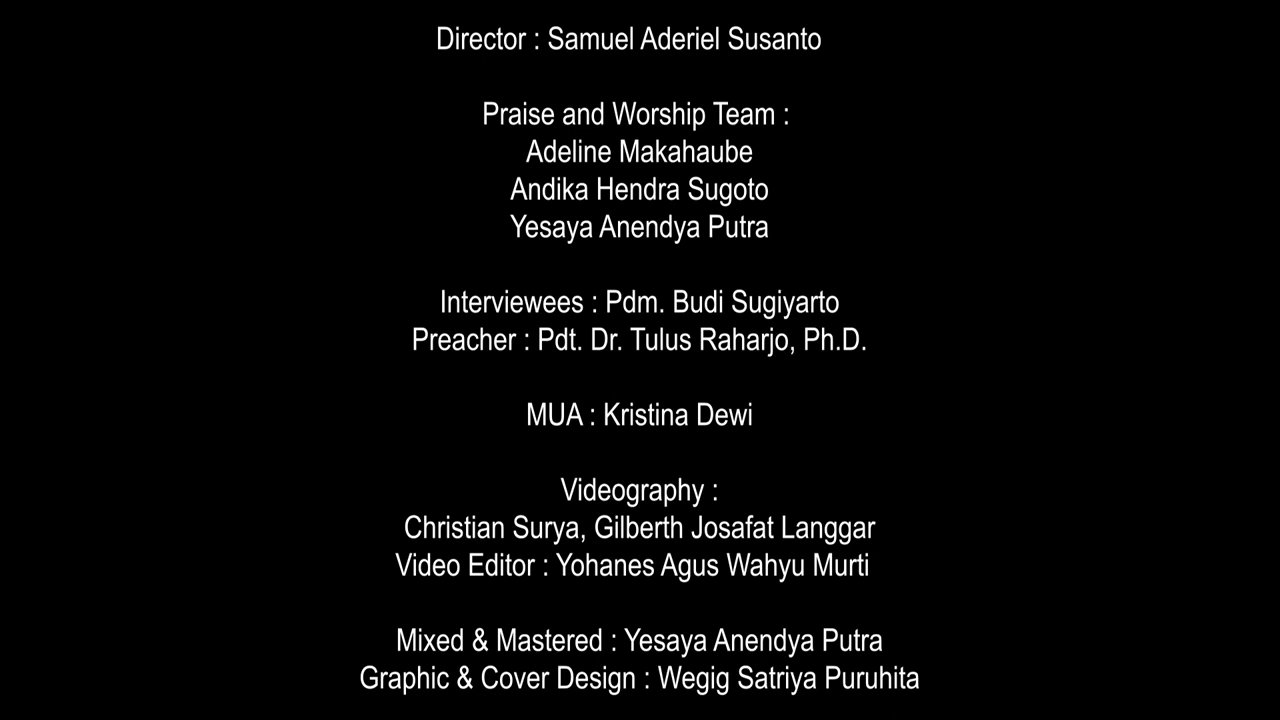 Director : Samuel Aderiel Susanto
Praise and Worship Team :
Adeline Makahaube
Andika Hendra Sugoto
Yesaya Anendya Putra
Interviewees : Pdm. Budi Sugiyarto
Preacher : Pdt. Dr. Tulus Raharjo, Ph.D.
MUA : Kristina Dewi
Videography :
Christian Surya, Gilberth Josafat Langgar
Video Editor : Yohanes Agus Wahyu Murti
Mixed & Mastered : Yesaya Anendya Putra
Graphic & Cover Design : Wegig Satriya Puruhita